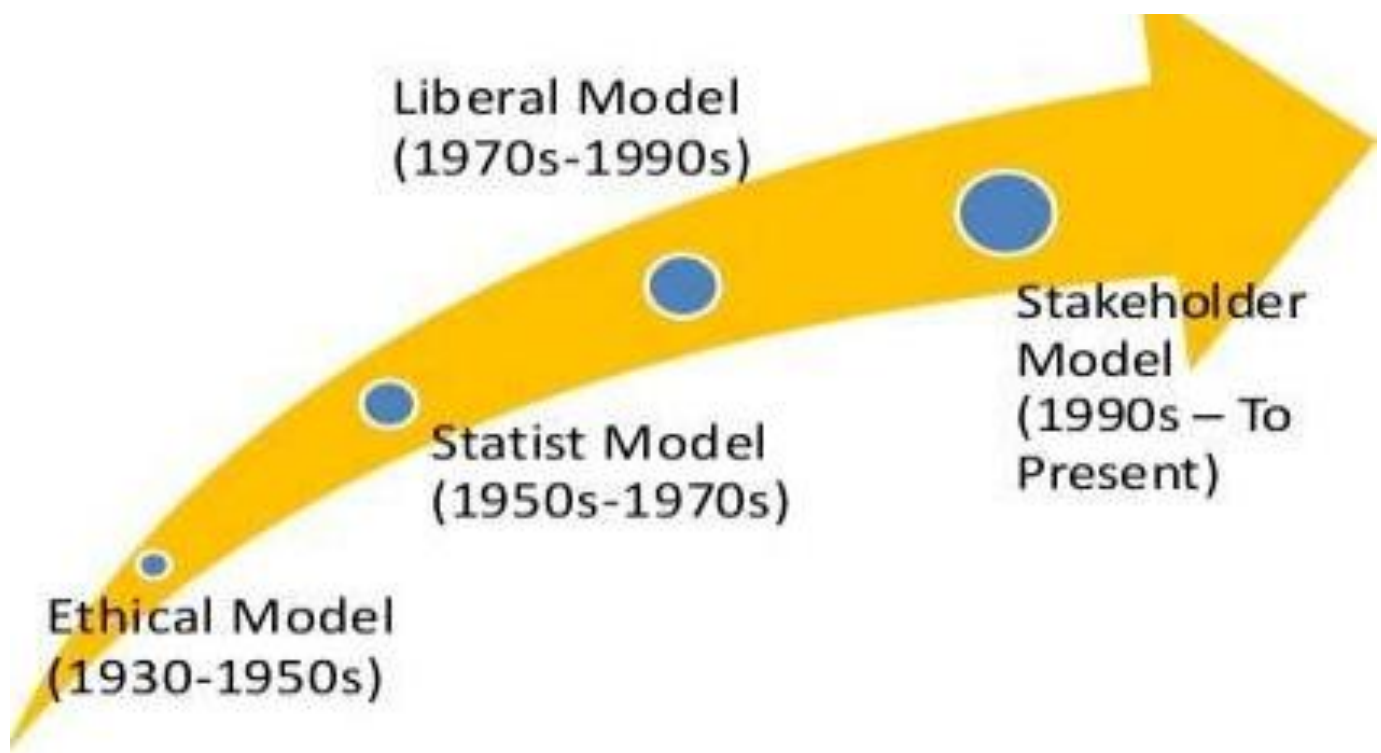 Liberal Model
(1970s-1990s)
Stakeholder
Model
(1990s – To
Present)
Statist Model
(1950s-1970s)
Ethical Model
(1930-1950s)